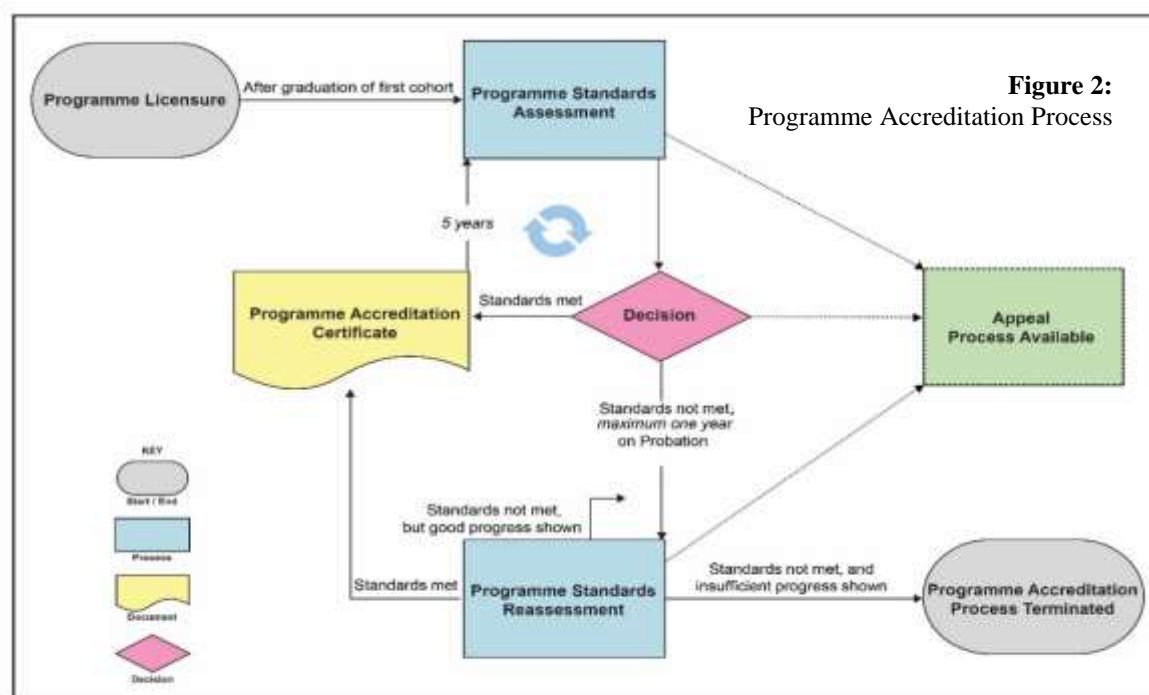 Figure 2:
Programme Accreditation Process
Programme Licensure
After graduation of first cohort
Programme Standards
Assessment
5 years
Programme Accreditation
Certificate
Standards met
Decision
Appeal
Process Available
Standards not met,
maximum one year
on Probation
Standards not met,
but good progress shown
Standards met
Programme Standards
Reassessment
Standards not met, and
insufficient progress shown
Programme Accreditation
Process Terminated
KEY
Start / End
Process
Document
Decision